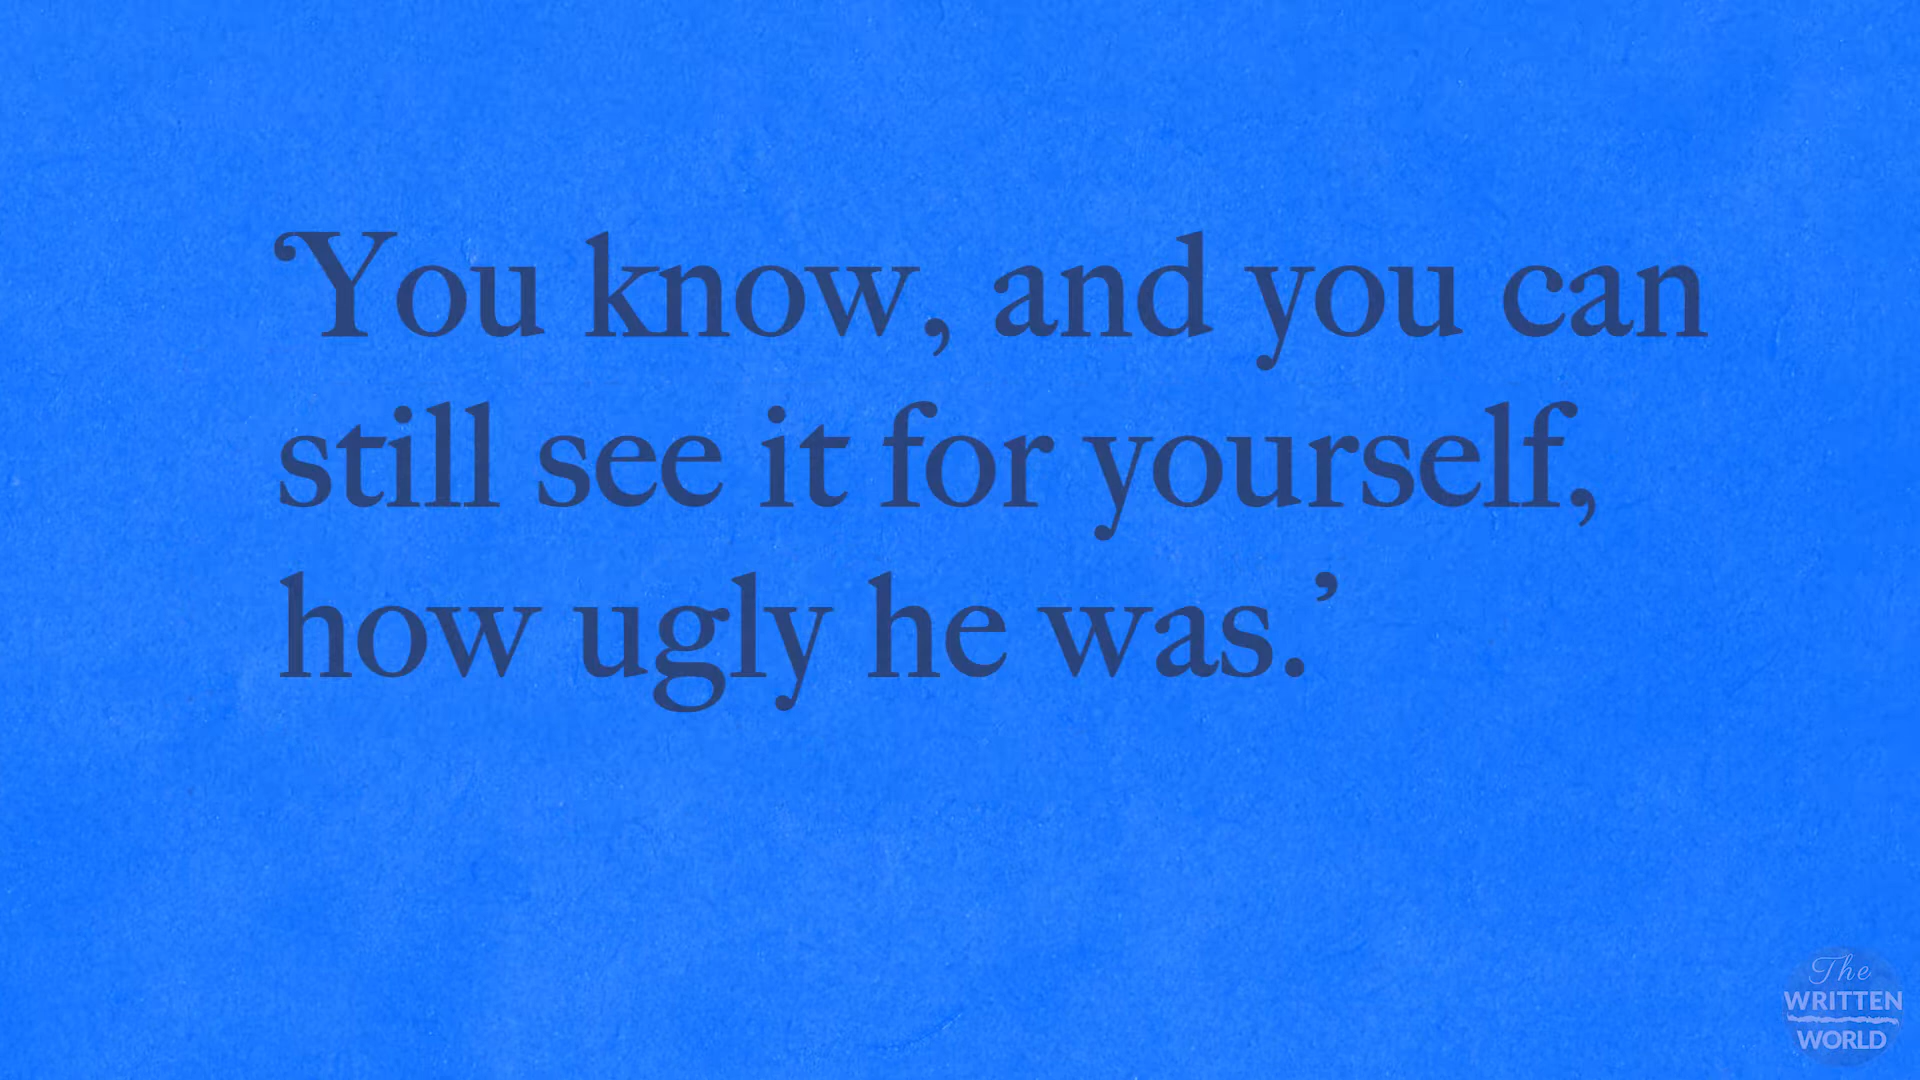 ‘You know, and you can
still see it for yourself,
how ugly he was.’
The
WRITTEN
WORLD